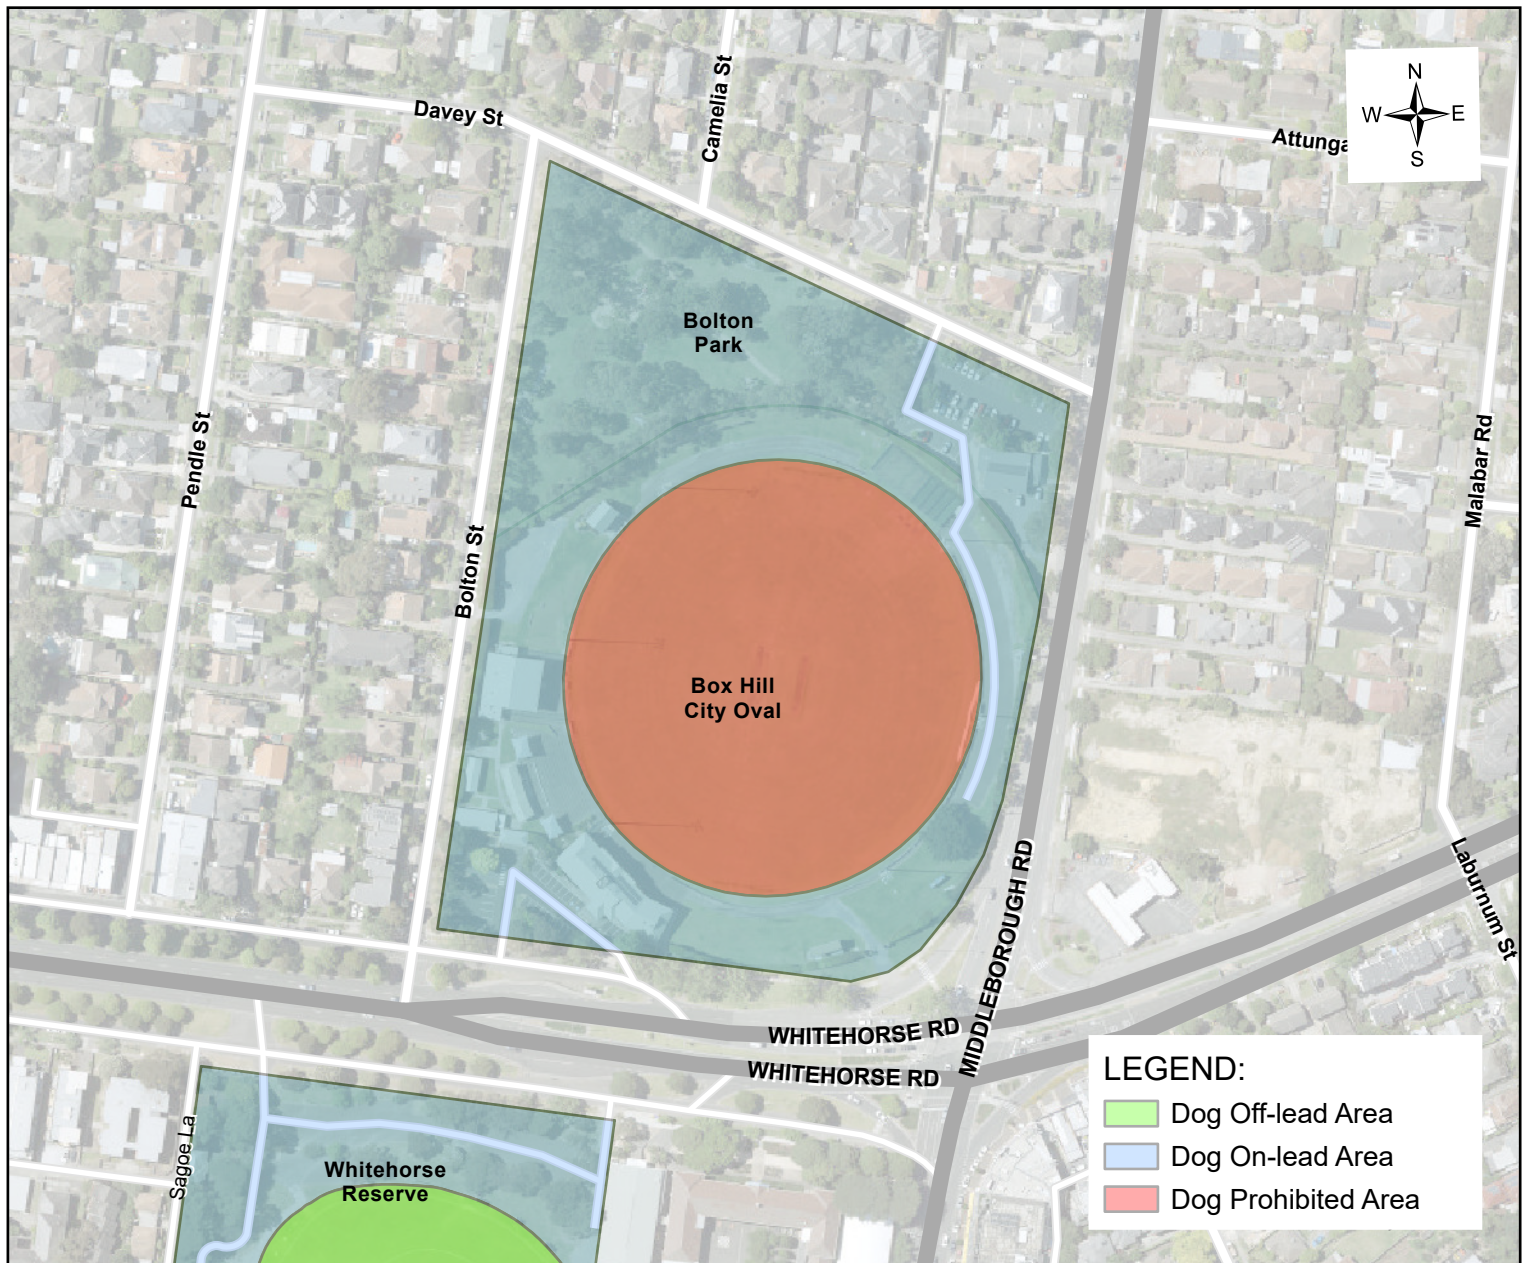 Davey St
Camelia St
Attunga
N
W
E
S
Bolton
Park
Pendle St
Bolton St
Malabar Rd
Box Hill
City Oval
MIDDLEBOROUGH RD
Laburnum St
WHITEHORSE RD
WHITEHORSE RD
Sagoe La
Whitehorse
Reserve
LEGEND:
Dog Off-lead Area
Dog On-lead Area
Dog Prohibited Area